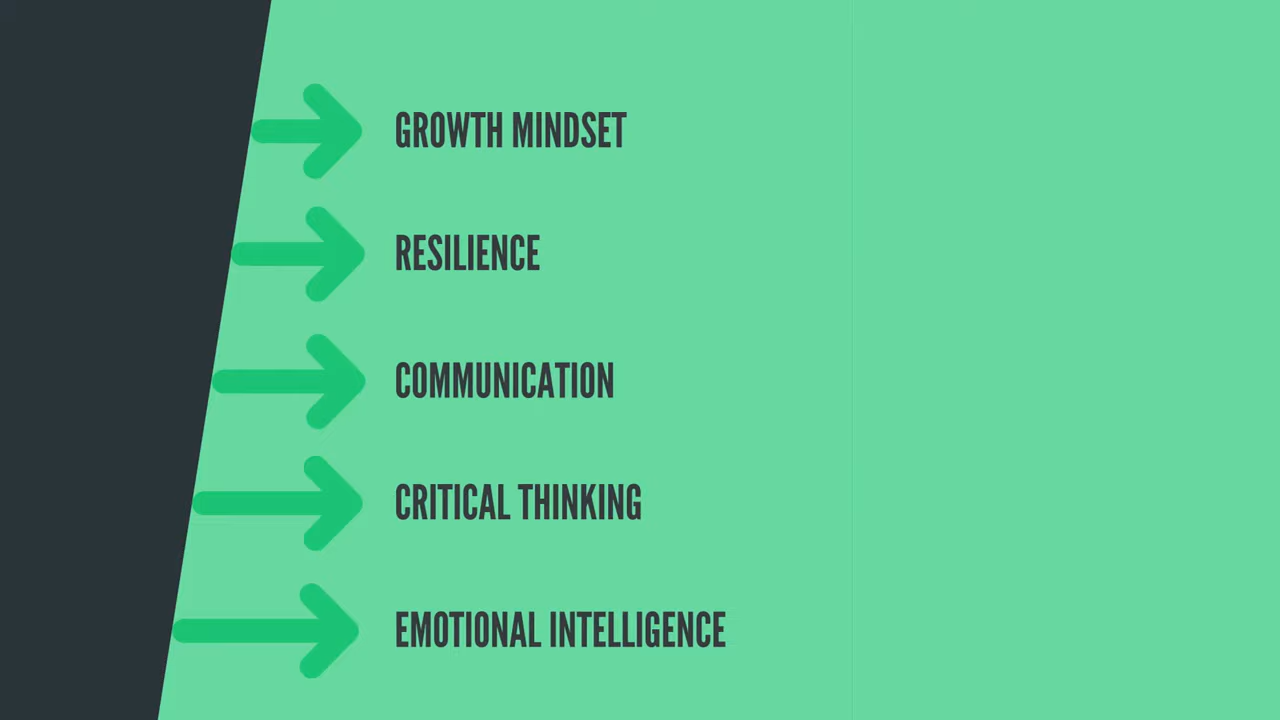 GROWTH MINDSET
RESILIENCE
COMMUNICATION
CRITICAL THINKING
EMOTIONAL INTELLIGENCE